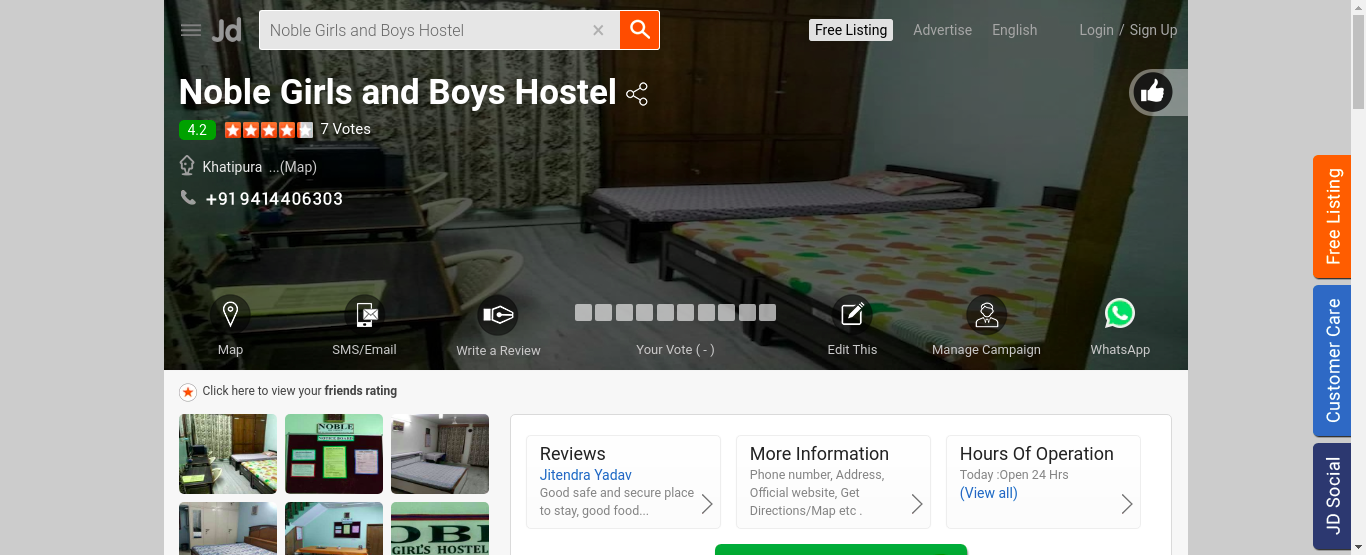 Jd
Noble Girls and Boys Hostel
Free Listing
Advertise
English
Login / Sign Up
Noble Girls and Boys Hostel
4.2
7 Votes
Khatipura ...(Map)
+91 9414406303
Map
SMS/Email
Write a Review
Your Vote ( - )
Edit This
Manage Campaign
WhatsApp
Free Listing
Customer Care
JD Social
Click here to view your friends rating
NOBLE
OBL
GIRL'S HOSTEL
Reviews
Jitendra Yadav
Good safe and secure place
to stay, good food...
More Information
Phone number, Address,
Official website, Get
Directions/Map etc .
Hours Of Operation
Today :Open 24 Hrs
(View all)